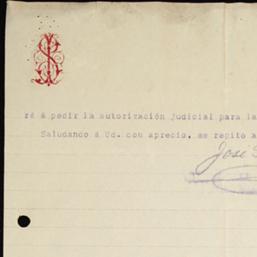 ré á pedir la autorización judicial para la
Saludando á Ud. con aprecio, me repito a
José